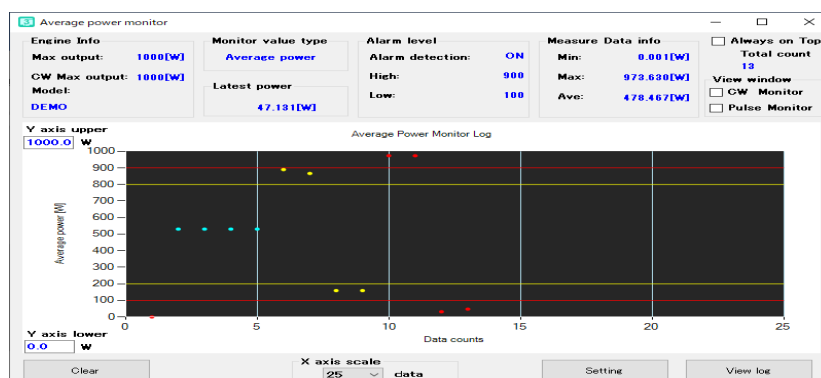 Average power monitor
Engine Info
Max output: 1000[W]
CW Max output: 1000[W]
Model:
DEMO
Monitor value type
Average power
Latest power
47.131[W]
Alarm level
Alarm detection: ON
High: 900
Low: 100
Measure Data info
Min: 0.001[W]
Max: 973.630[W]
Ave: 478.467[W]
Always on Top
Total count
13
View window
CW Monitor
Pulse Monitor
Y axis upper
1000.0 W
Average Power Monitor Log
1000
900
800
700
600
500
400
300
200
100
0
Average power [W]
0 5 10 15 20 25
Data counts
Y axis lower
0.0 W
Clear
X axis scale
25 data
Setting
View log